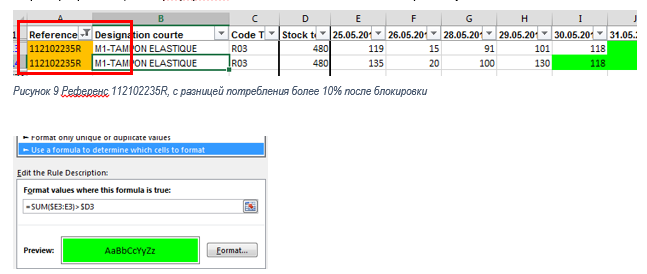 A B C D E F G H I J
1 Reference Designation courte Code T Stock t 25.05.20 26.05.20 28.05.20 29.05.20 30.05.20 31.05.
112102235R M1-TAMPON ELASTIQUE R03 480 119 15 91 101 118
112102235R M1-TAMPON ELASTIQUE R03 480 135 20 100 130 118
Рисунок 9 Референс 112102235R, с разницей потребления более 10% после блокировки
► Format only unique or duplicate values
► Use a formula to determine which cells to format
Edit the Rule Description:
Format values where this formula is true:
=SUM($E3:E3)>$D3
Preview: AaBbCcYyZz Format...